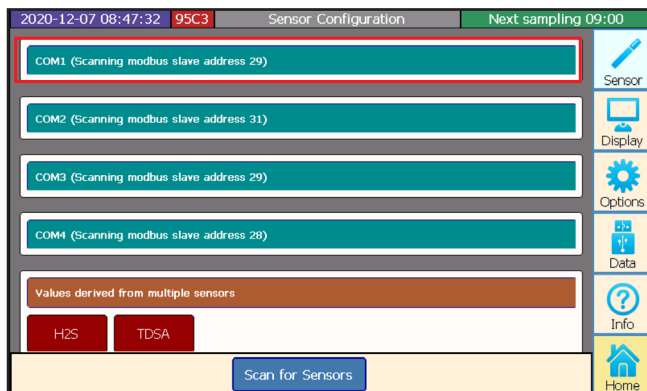 2020-12-07 08:47:32 95C3 Sensor Configuration Next sampling 09:00
COM1 (Scanning modbus slave address 29)
COM2 (Scanning modbus slave address 31)
COM3 (Scanning modbus slave address 29)
COM4 (Scanning modbus slave address 28)
Values derived from multiple sensors
H2S TDSA
Scan for Sensors
Sensor
Display
Options
Data
Info
Home